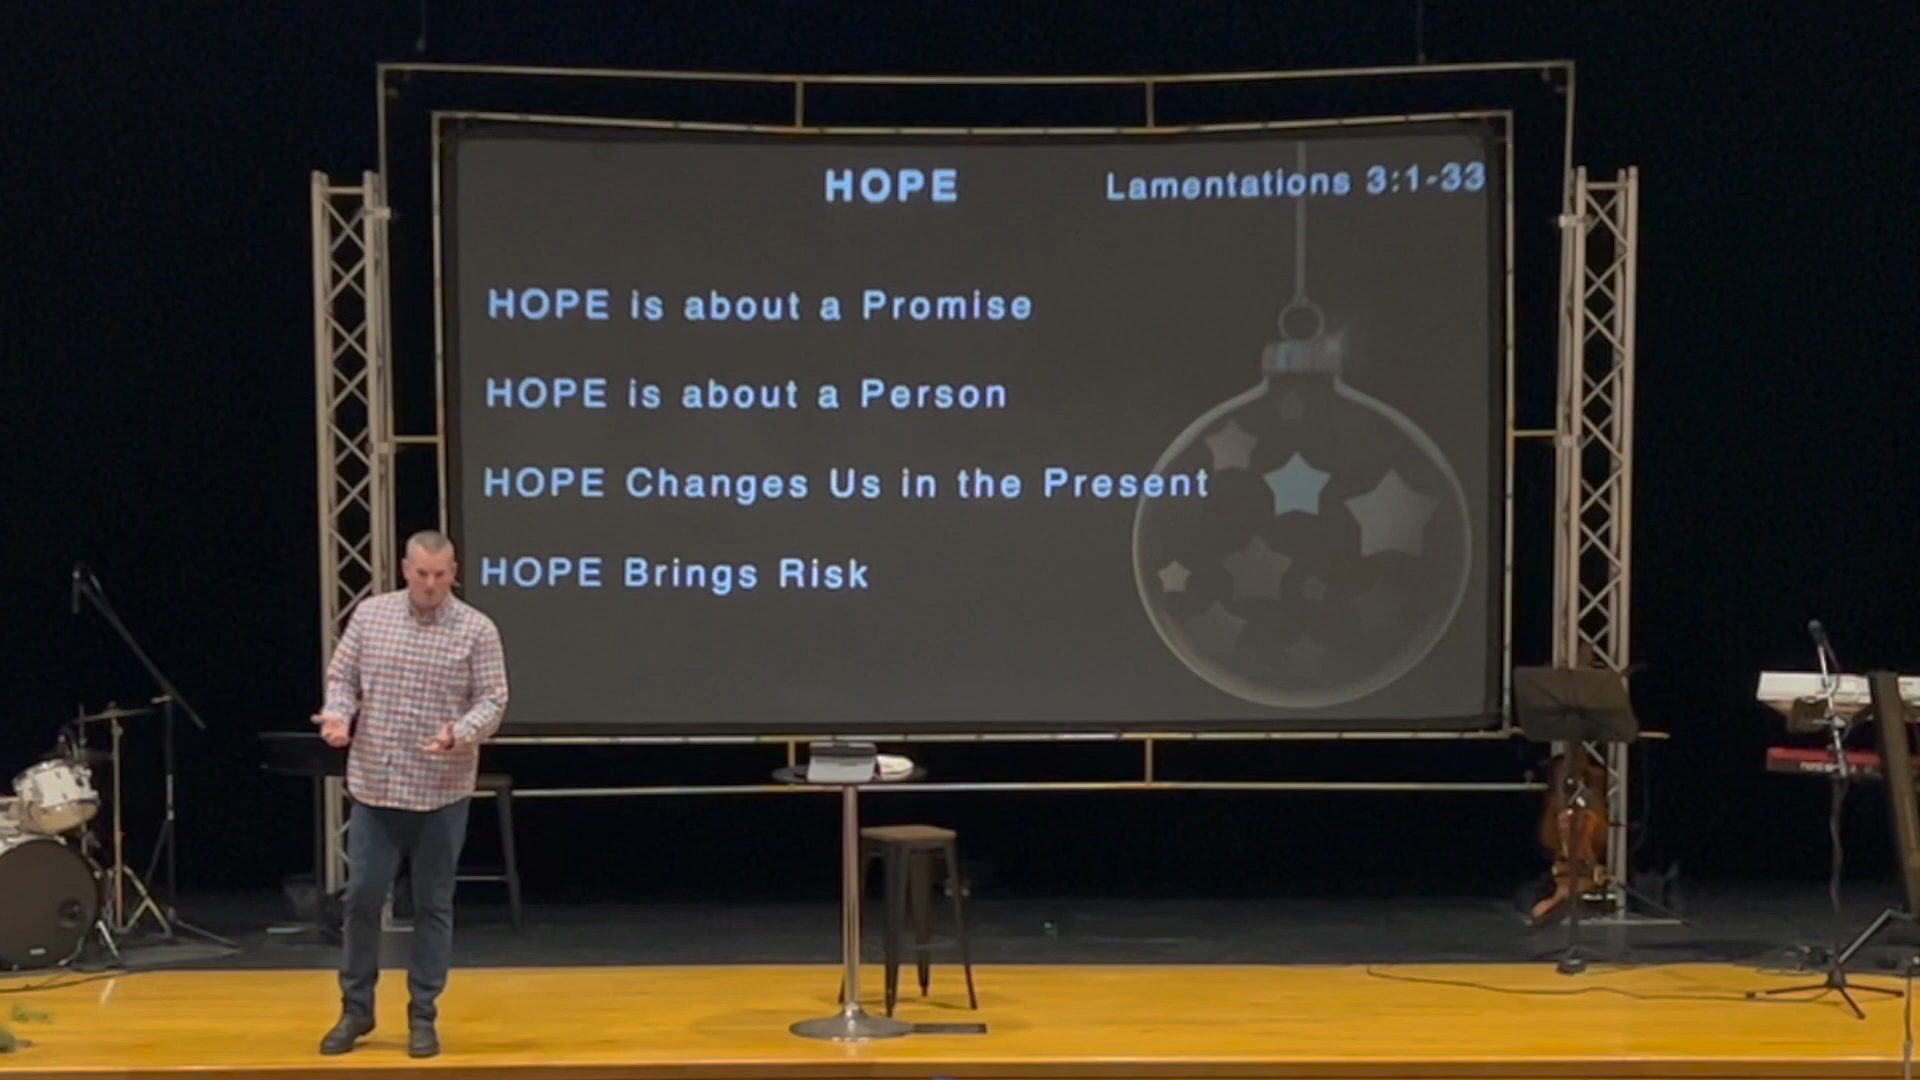 HOPE
Lamentations 3:1-33
HOPE is about a Promise
HOPE is about a Person
HOPE Changes Us in the Present
HOPE Brings Risk